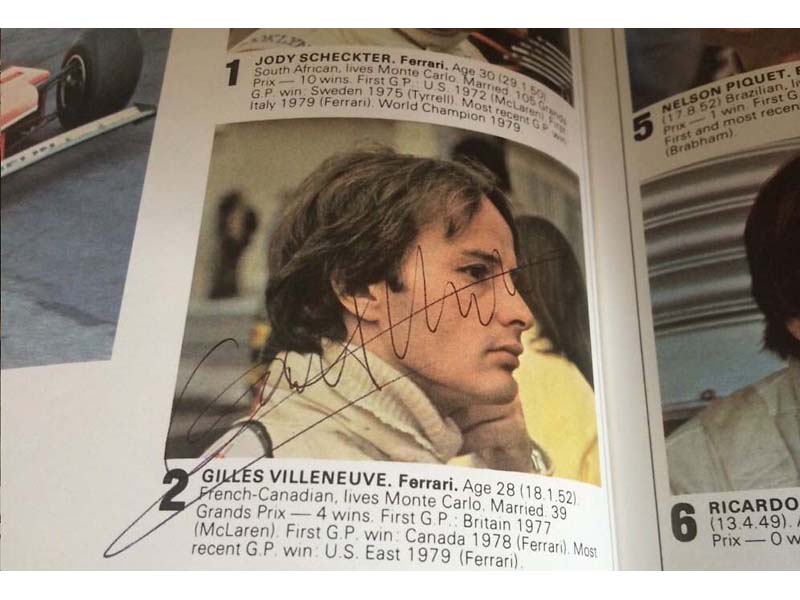 1 JODY SCHECKTER. Ferrari. Age 30 (29.1.50)
South African, lives Monte Carlo. Married. 105 Grands
Prix — 10 wins. First G.P.: U.S. 1972 (McLaren). First
G.P. win: Sweden 1975 (Tyrrell). Most recent G.P. win:
Italy 1979 (Ferrari). World Champion 1979
2 GILLES VILLENEUVE. Ferrari. Age 28 (18.1.52).
French-Canadian, lives Monte Carlo. Married. 39
Grands Prix — 4 wins. First G.P.: Britain 1977
(McLaren). First G.P. win: Canada 1978 (Ferrari). Most
recent G.P. win: U.S. East 1979 (Ferrari).
5 NELSON PIQUET.
(17.8.52) Brazilian,
Prix — 1 win. First G
First and most recen
(Brabham).
6 RICARDO
(13.4.49).
Prix — 0 w